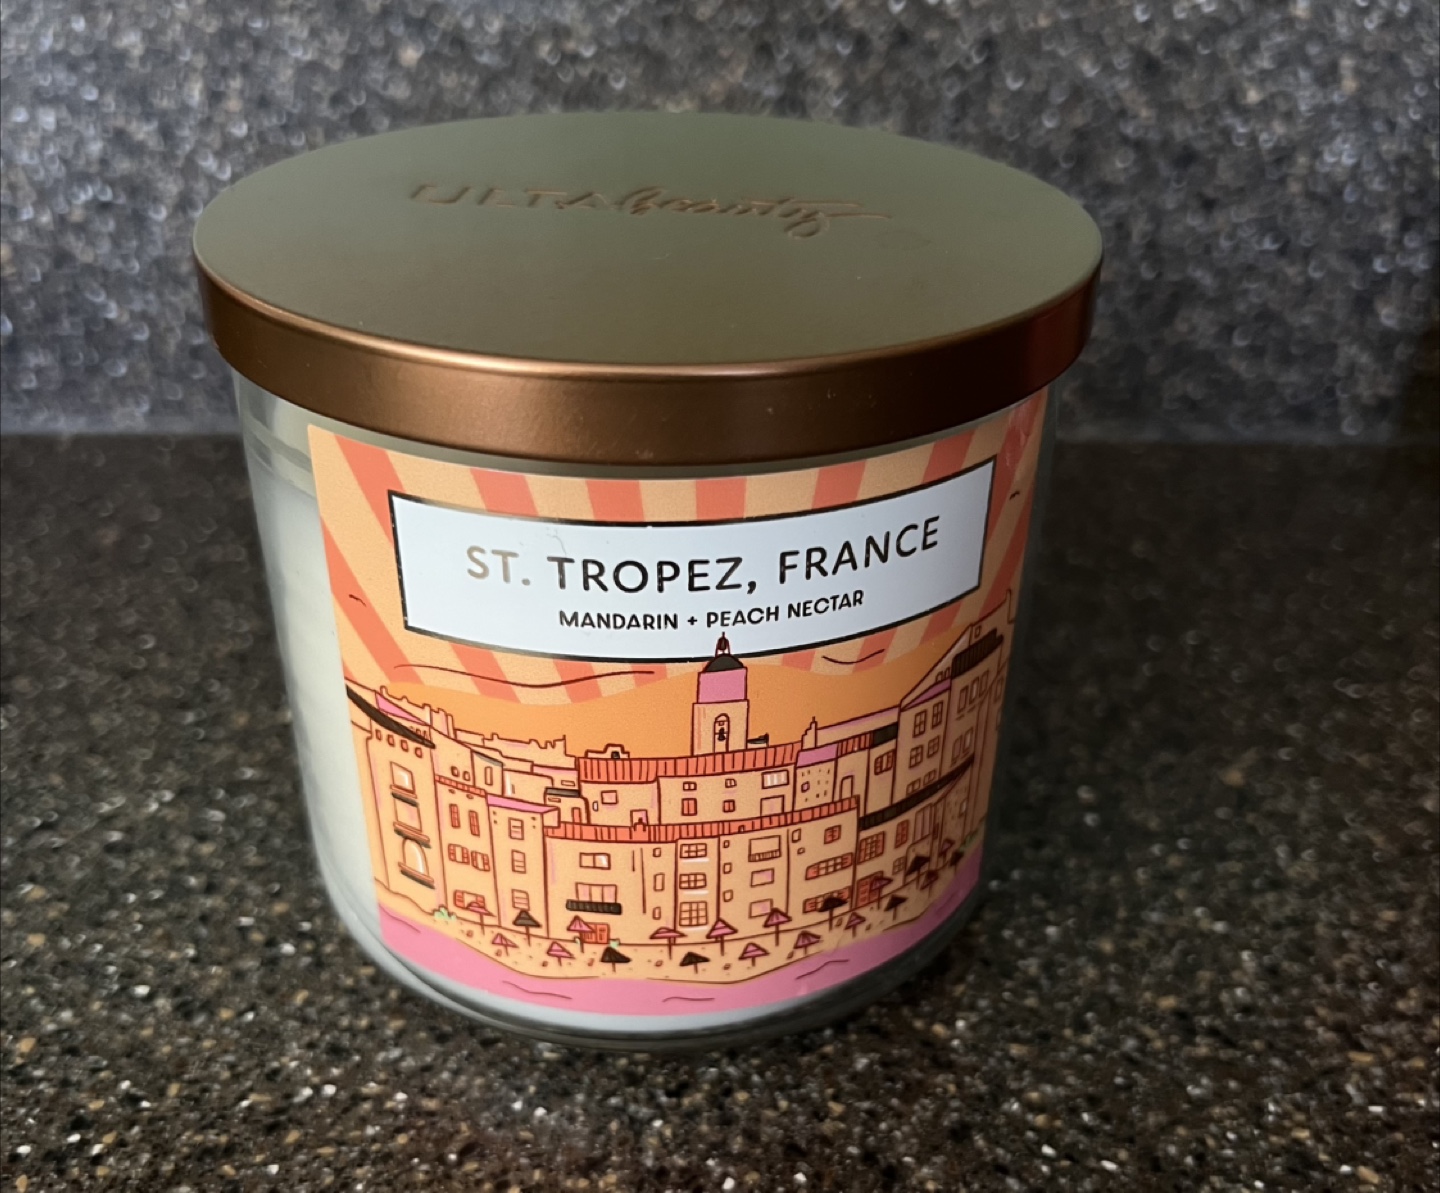 ULTA beauty
ST. TROPEZ, FRANCE
MANDARIN + PEACH NECTAR